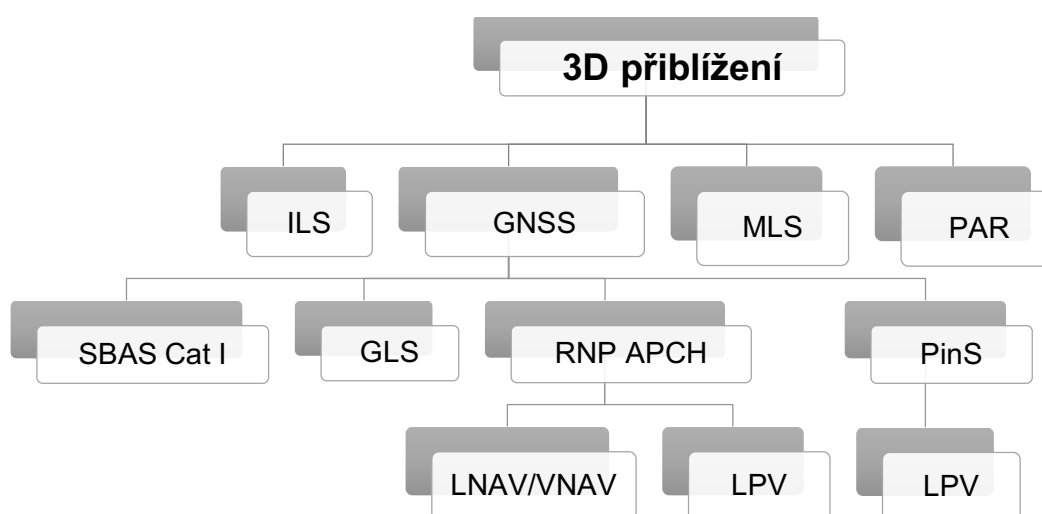 3D přiblížení
ILS
GNSS
MLS
PAR
SBAS Cat I
GLS
RNP APCH
PinS
LNAV/VNAV
LPV
LPV